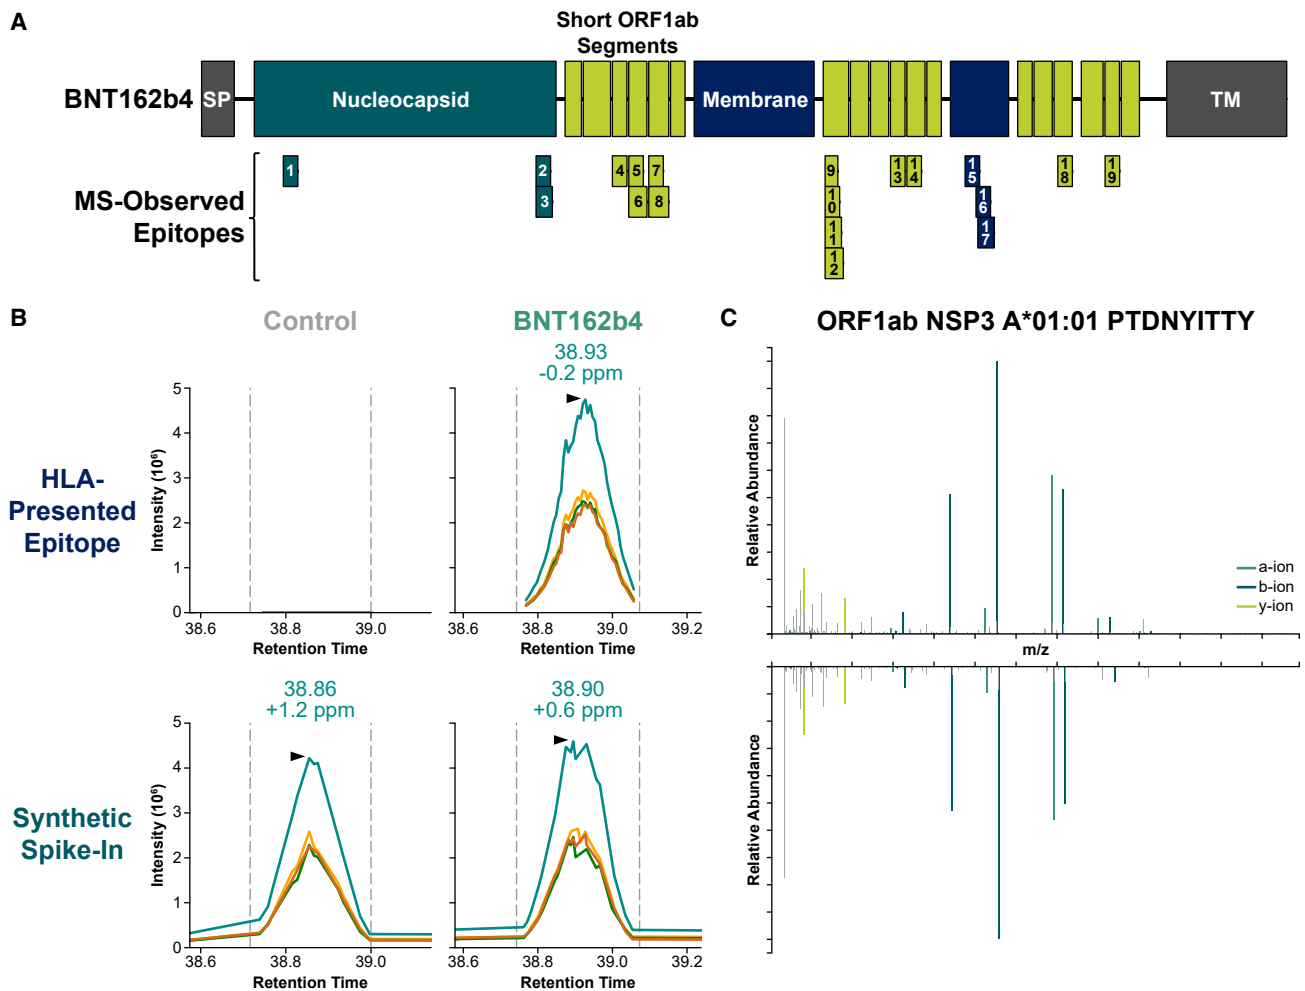 A
Short ORF1ab
Segments
BNT162b4
SP
Nucleocapsid
Membrane
TM
MS-Observed
Epitopes
1
2
3
4
5
6
7
8
9
10
11
12
13
14
15
16
17
18
19
B
Control
BNT162b4
HLA-
Presented
Epitope
Intensity (10⁶)
5
4
3
2
1
0
38.6
38.8
39.0
Retention Time
38.93
-0.2 ppm
38.6
38.8
39.0
39.2
Retention Time
Synthetic
Spike-In
38.86
+1.2 ppm
Intensity (10⁶)
5
4
3
2
1
0
38.6
38.8
39.0
Retention Time
38.90
+0.6 ppm
38.6
38.8
39.0
39.2
Retention Time
C
ORF1ab NSP3 A*01:01 PTDNYITTY
Relative Abundance
a-ion
b-ion
y-ion
m/z
Relative Abundance